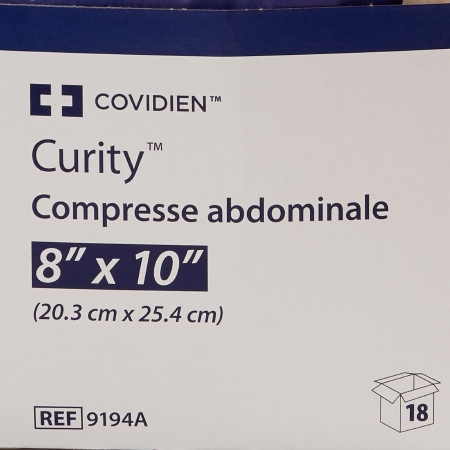 COVIDIEN™
Curity™
Compresse abdominale
8” x 10”
(20.3 cm x 25.4 cm)
REF 9194A
18